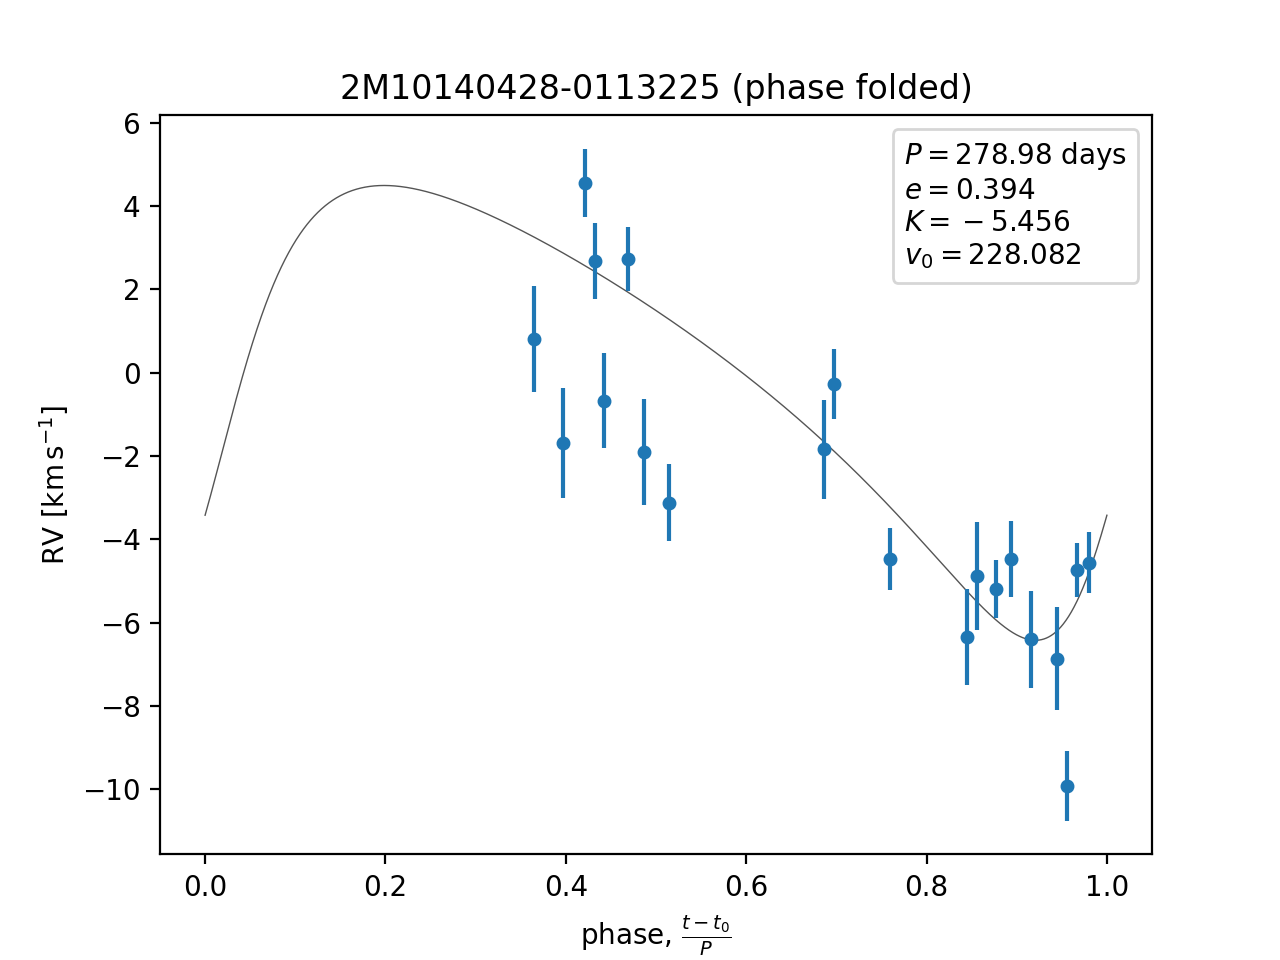 2M10140428-0113225 (phase folded)
P = 278.98 days
e = 0.394
K = −5.456
v₀ = 228.082
6
4
2
0
−2
−4
−6
−8
−10
RV [km s⁻¹]
0.0 0.2 0.4 0.6 0.8 1.0
phase, (t − t₀)/P